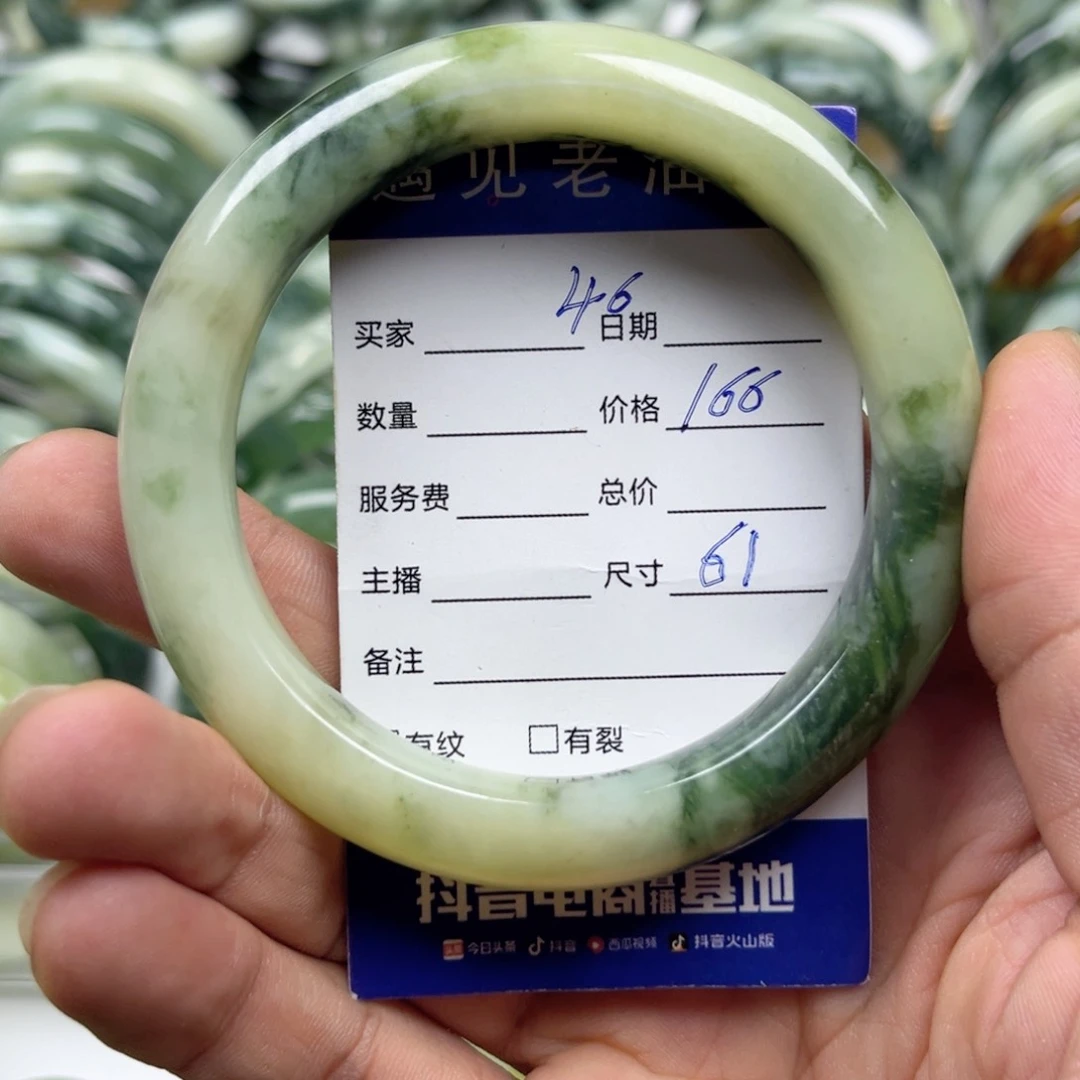 遇见老油
46
买家 日期
数量 价格 166
服务费 总价
主播 尺寸 61
备注
有纹 有裂
抖音电商直播基地
今日头条 抖音 西瓜视频 抖音火山版